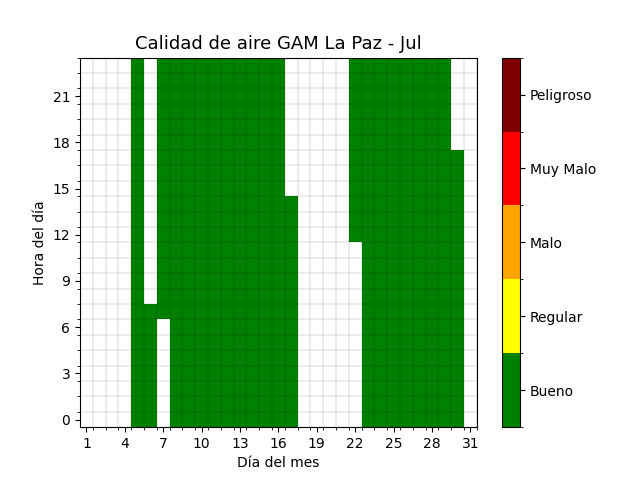 Calidad de aire GAM La Paz - Jul
Hora del día
21
18
15
12
9
6
3
0
1 4 7 10 13 16 19 22 25 28 31
Día del mes
Peligroso
Muy Malo
Malo
Regular
Bueno